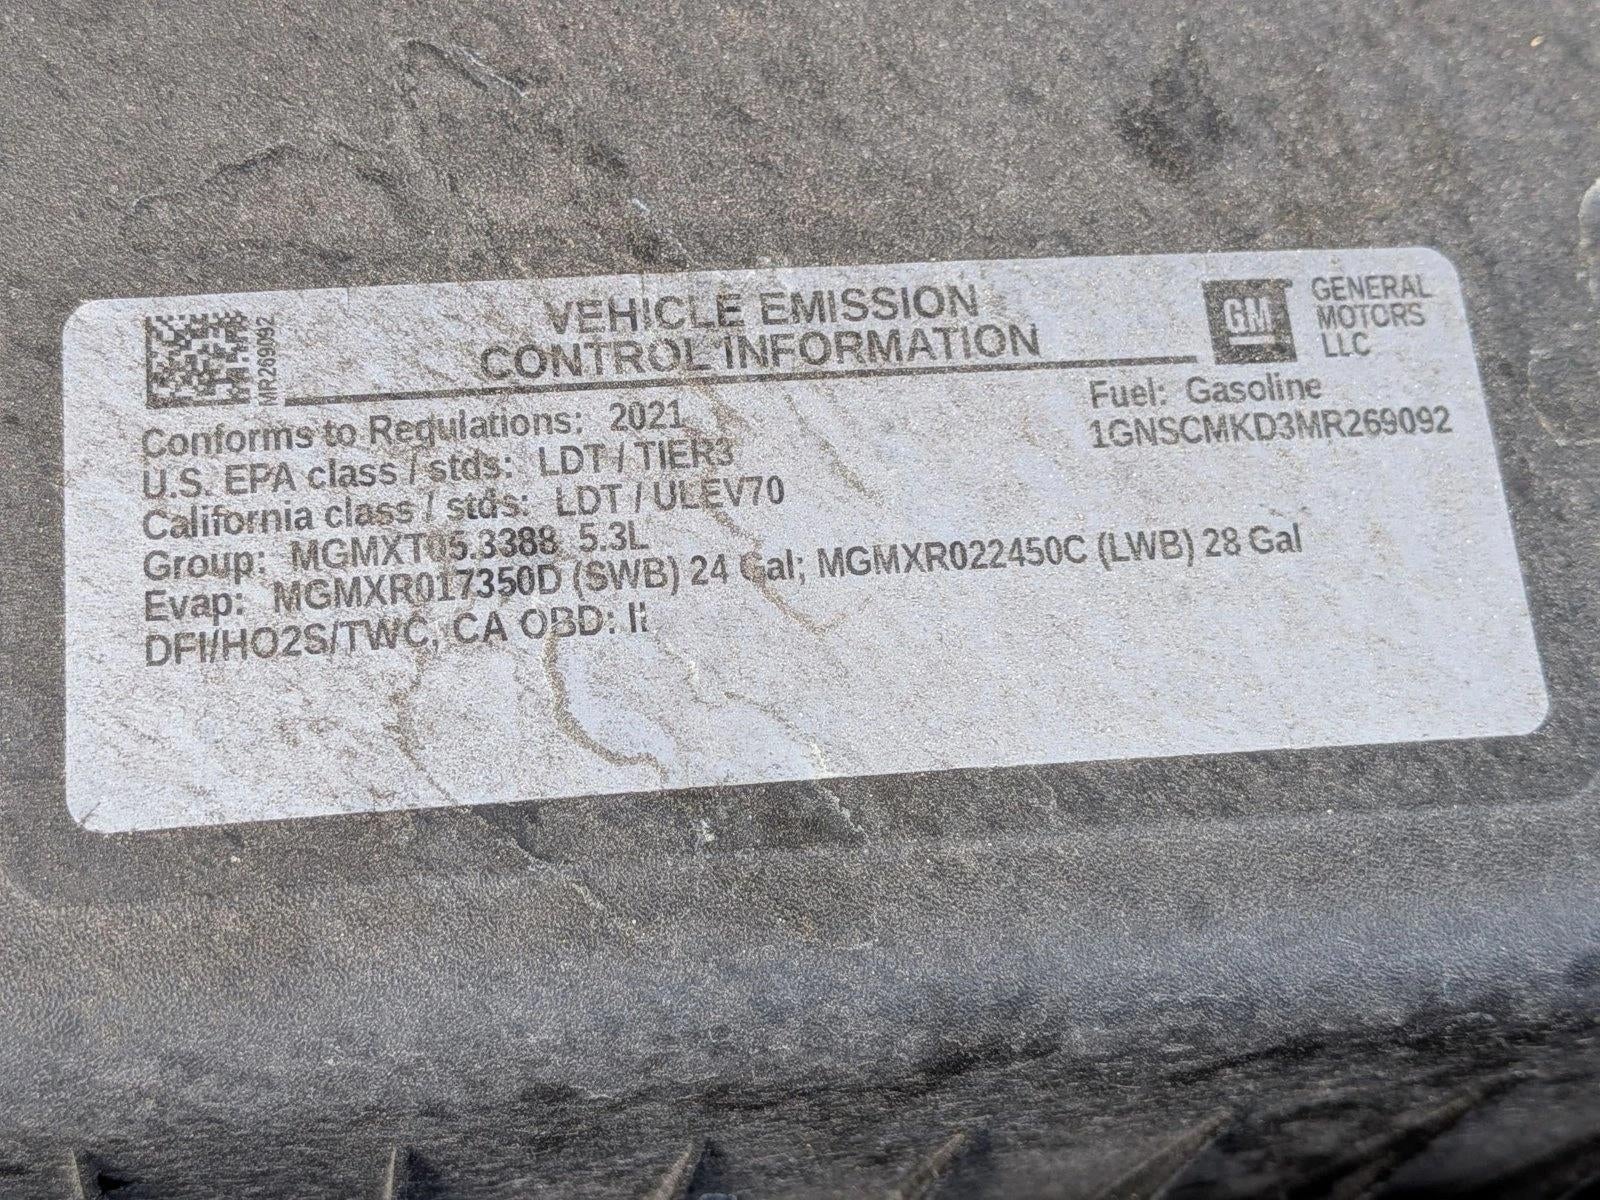 MR269092
VEHICLE EMISSION
CONTROL INFORMATION
GM
GENERAL
MOTORS
LLC
Conforms to Regulations: 2021
Fuel: Gasoline
U.S. EPA class / stds: LDT / TIER3
1GNSCMKD3MR269092
California class / stds: LDT / ULEV70
Group: MGMXT05.3388 5.3L
Evap: MGMXR017350D (SWB) 24 Gal; MGMXR022450C (LWB) 28 Gal
DFI/HO2S/TWC, CA OBD: II